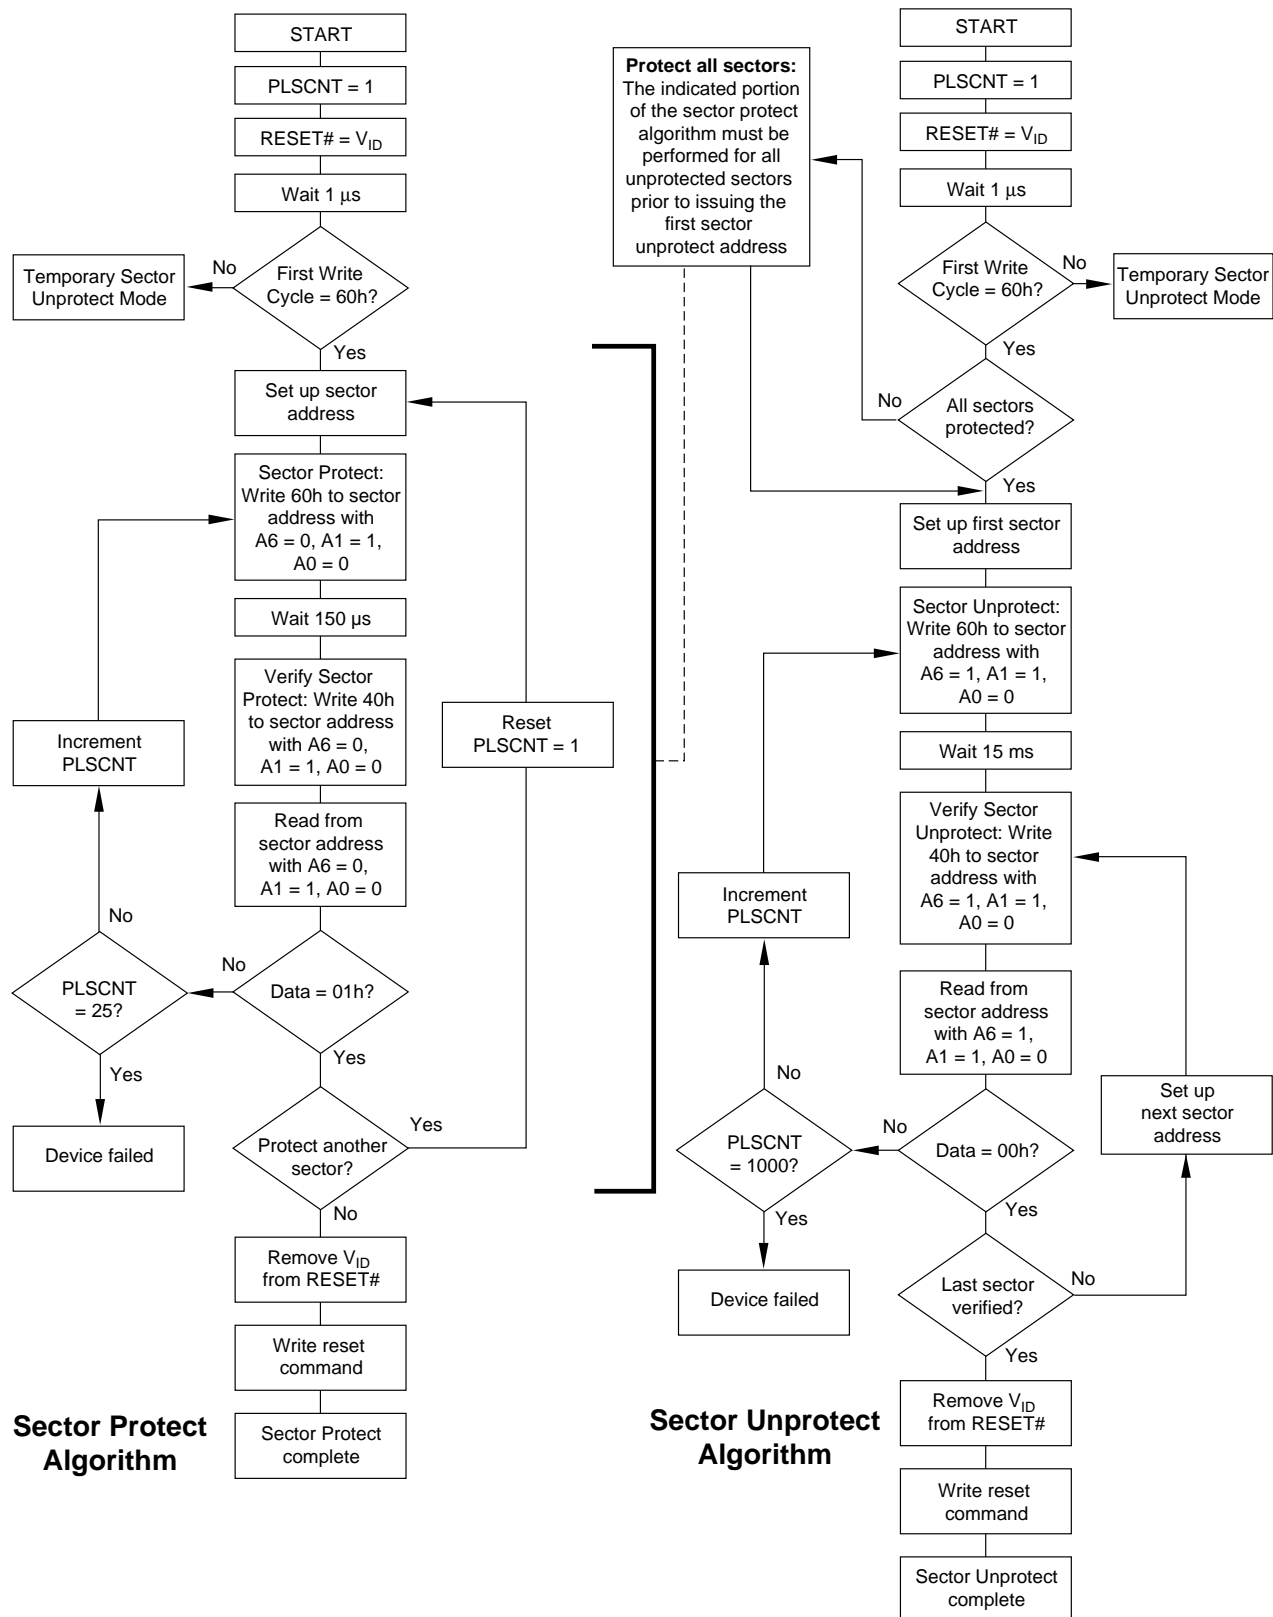 START
PLSCNT = 1
RESET# = VID
Wait 1 μs
First Write
Cycle = 60h?
No
Temporary Sector
Unprotect Mode
Yes
Set up sector
address
Sector Protect:
Write 60h to sector
address with
A6 = 0, A1 = 1,
A0 = 0
Wait 150 µs
Verify Sector
Protect: Write 40h
to sector address
with A6 = 0,
A1 = 1, A0 = 0
Reset
PLSCNT = 1
Increment
PLSCNT
Read from
sector address
with A6 = 0,
A1 = 1, A0 = 0
No
No
PLSCNT
= 25?
Data = 01h?
Yes
Yes
Device failed
Protect another
sector?
Yes
No
Remove VID
from RESET#
Write reset
command
Sector Protect
complete
Sector Protect
Algorithm
Protect all sectors:
The indicated portion
of the sector protect
algorithm must be
performed for all
unprotected sectors
prior to issuing the
first sector
unprotect address
START
PLSCNT = 1
RESET# = VID
Wait 1 μs
First Write
Cycle = 60h?
No
Temporary Sector
Unprotect Mode
Yes
No
All sectors
protected?
Yes
Set up first sector
address
Sector Unprotect:
Write 60h to sector
address with
A6 = 1, A1 = 1,
A0 = 0
Wait 15 ms
Verify Sector
Unprotect: Write
40h to sector
address with
A6 = 1, A1 = 1,
A0 = 0
Increment
PLSCNT
Read from
sector address
with A6 = 1,
A1 = 1, A0 = 0
No
No
PLSCNT
= 1000?
Data = 00h?
Set up
next sector
address
Yes
Yes
Device failed
Last sector
verified?
No
Yes
Remove VID
from RESET#
Write reset
command
Sector Unprotect
complete
Sector Unprotect
Algorithm